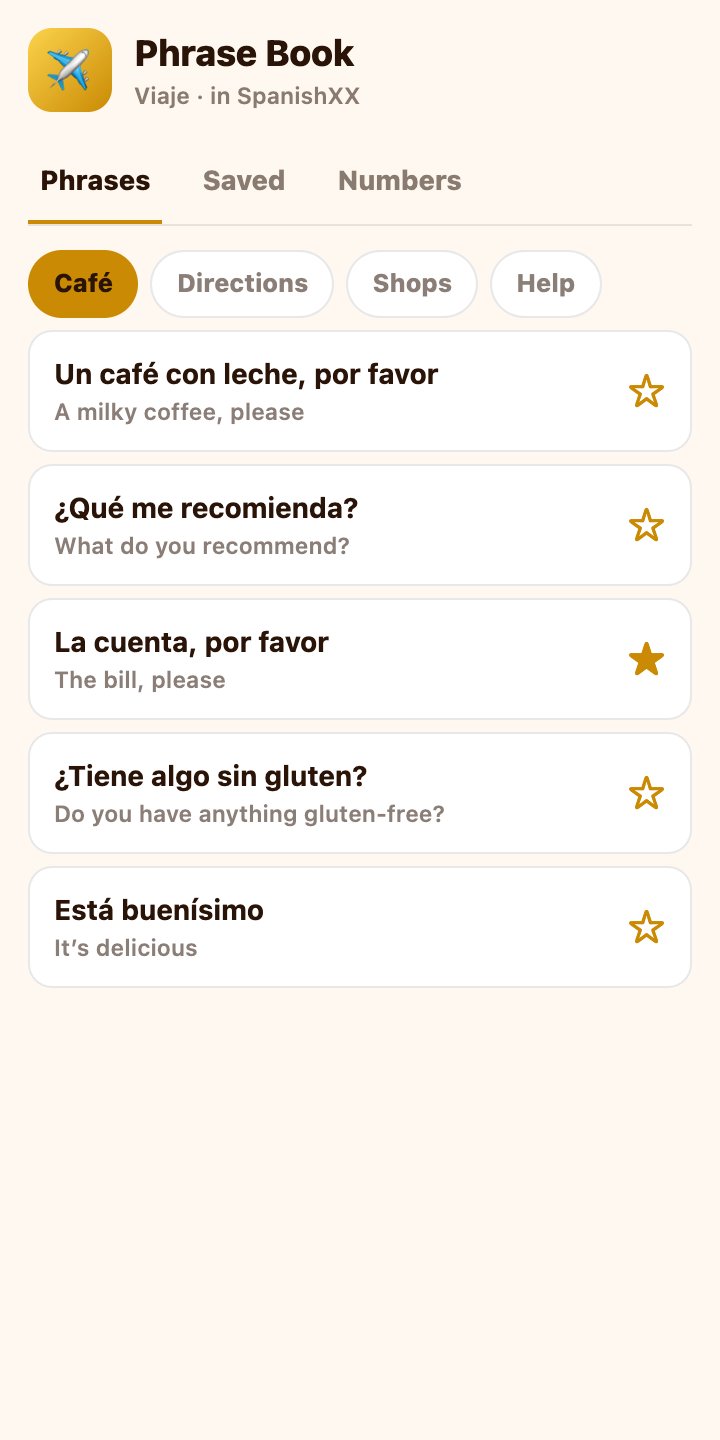 Phrase Book
Viaje · in SpanishXX
Phrases Saved Numbers
Café Directions Shops Help
Un café con leche, por favor
A milky coffee, please
¿Qué me recomienda?
What do you recommend?
La cuenta, por favor
The bill, please
¿Tiene algo sin gluten?
Do you have anything gluten-free?
Está buenísimo
It’s delicious